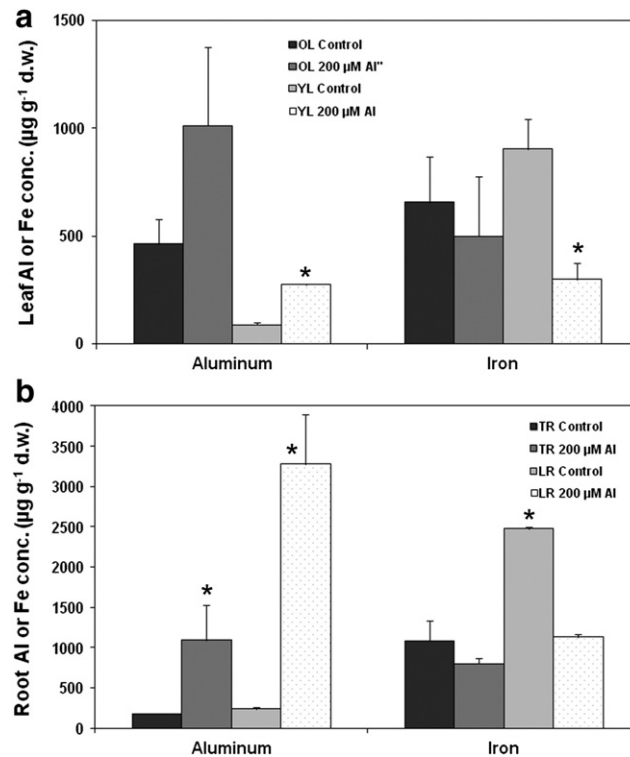 a
Leaf Al or Fe conc. (µg g⁻¹ d.w.)
1500
1000
500
0
OL Control
OL 200 µM Al"
YL Control
YL 200 µM Al
*
*
Aluminum
Iron
b
Root Al or Fe conc. (µg g⁻¹ d.w.)
4000
3500
3000
2500
2000
1500
1000
500
0
TR Control
TR 200 µM Al
LR Control
LR 200 µM Al
*
*
*
Aluminum
Iron